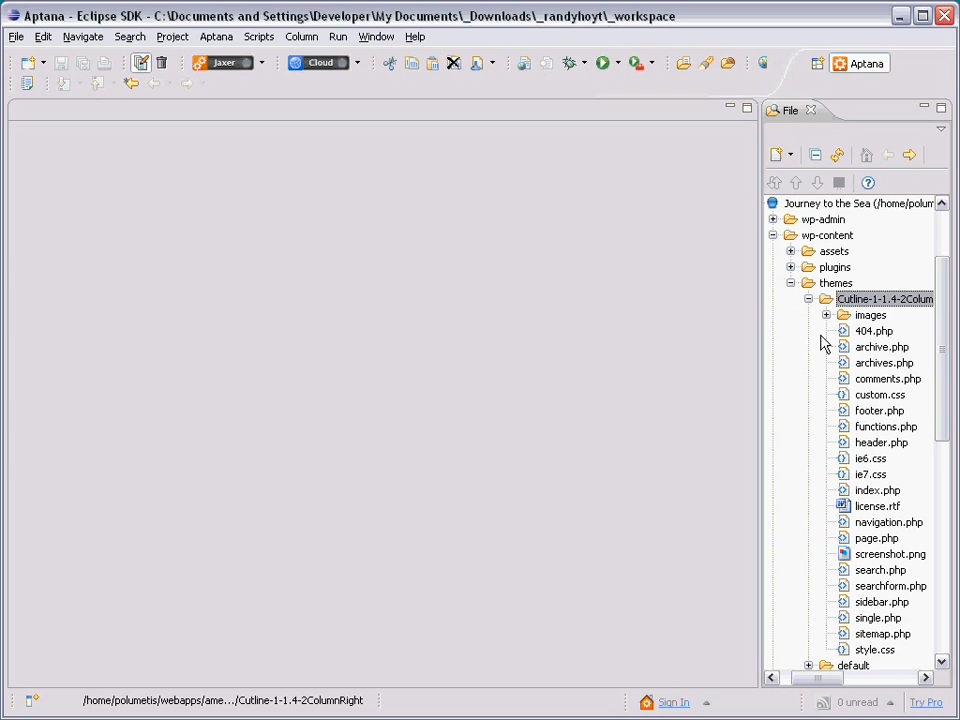 Aptana - Eclipse SDK - C:\Documents and Settings\Developer\My Documents\_Downloads\_randyhoyt\_workspace
File Edit Navigate Search Project Aptana Scripts Column Run Window Help
Jaxer Cloud Aptana
File
Journey to the Sea (/home/polum
wp-admin
wp-content
assets
plugins
themes
Cutline-1-1.4-2Colum
images
404.php
archive.php
archives.php
comments.php
custom.css
footer.php
functions.php
header.php
ie6.css
ie7.css
index.php
license.rtf
navigation.php
page.php
screenshot.png
search.php
searchform.php
sidebar.php
single.php
sitemap.php
style.css
default
/home/polumetis/webapps/ame.../Cutline-1-1.4-2ColumnRight
Sign In
0 unread
Try Pro